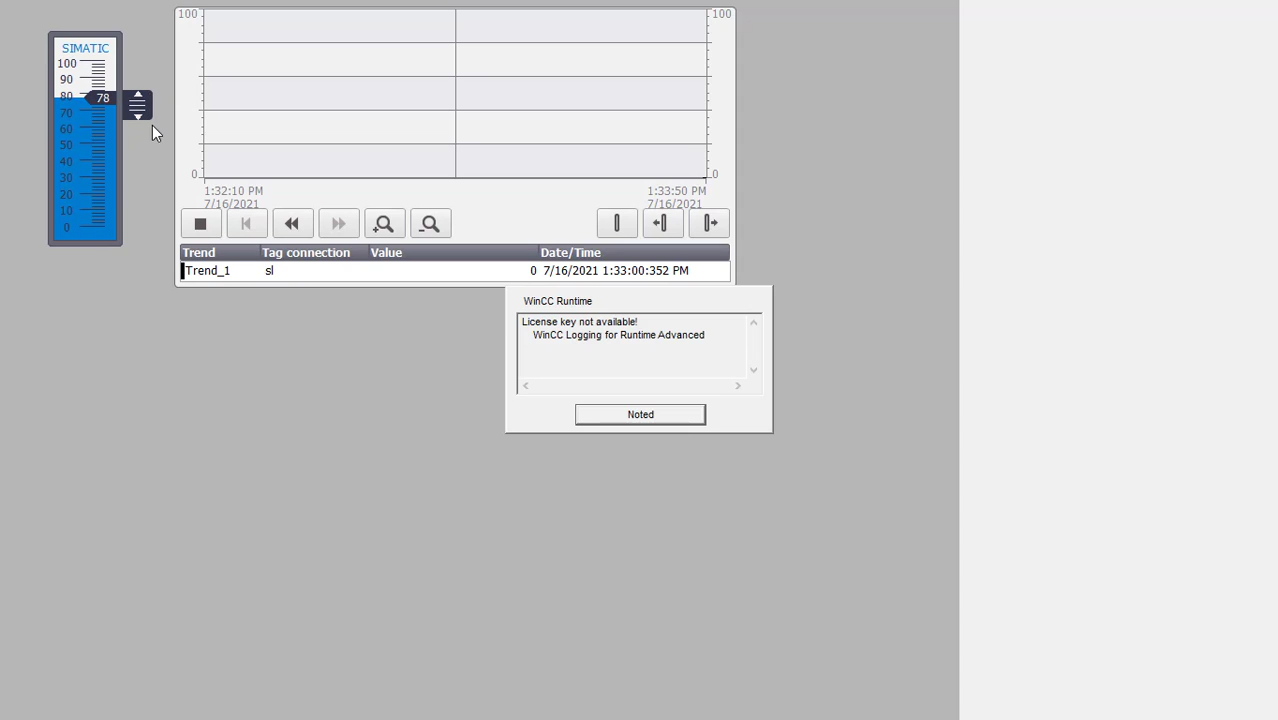 SIMATIC
100
90
80
78
70
60
50
40
30
20
10
0
100 100
0 0
1:32:10 PM 1:33:50 PM
7/16/2021 7/16/2021
Trend Tag connection Value Date/Time
Trend_1 sl 0 7/16/2021 1:33:00:352 PM
WinCC Runtime
License key not available!
WinCC Logging for Runtime Advanced
Noted